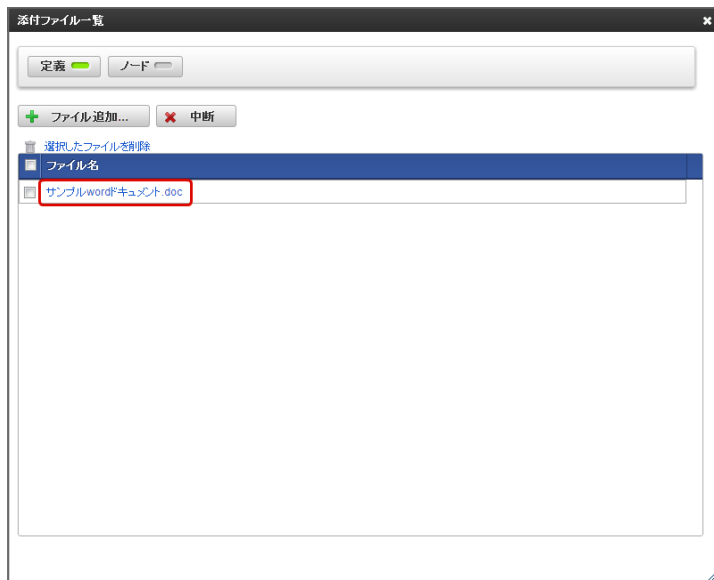 添付ファイル一覧
定義 ノード
ファイル追加... 中断
選択したファイルを削除
ファイル名
サンプルwordドキュメント.doc